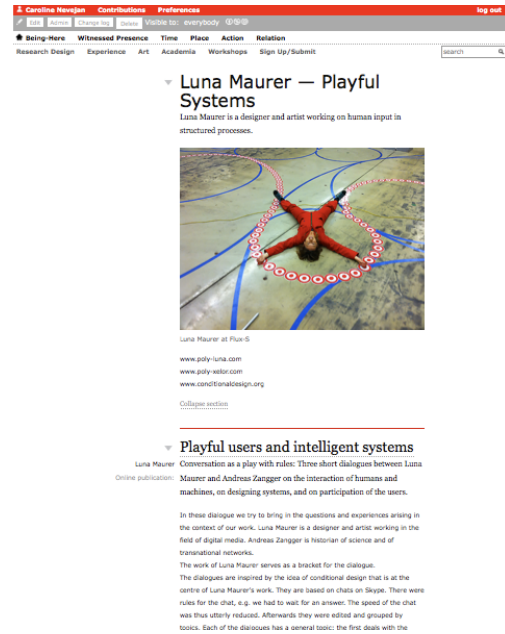 Caroline Nevejan Contributions Preferences log out
Edit Admin Change log Delete Visible to: everybody
Being-Here Witnessed Presence Time Place Action Relation
Research Design Experience Art Academia Workshops Sign Up/Submit search
Luna Maurer — Playful
Systems
Luna Maurer is a designer and artist working on human input in
structured processes.
Luna Maurer at Flux-S
www.poly-luna.com
www.poly-xelor.com
www.conditionaldesign.org
Collapse section
Playful users and intelligent systems
Luna Maurer Conversation as a play with rules: Three short dialogues between Luna
Online publication: Maurer and Andreas Zangger on the interaction of humans and
machines, on designing systems, and on participation of the users.
In these dialogue we try to bring in the questions and experiences arising in
the context of our work. Luna Maurer is a designer and artist working in the
field of digital media. Andreas Zangger is historian of science and of
transnational networks.
The work of Luna Maurer serves as a bracket for the dialogue.
The dialogues are inspired by the idea of conditional design that is at the
centre of Luna Maurer's work. They are based on chats on Skype. There were
rules for the chat, e.g. we had to wait for an answer. The speed of the chat
was thus utterly reduced. Afterwards they were edited and grouped by
topics. Each of the dialogues has a general topic: the first deals with the